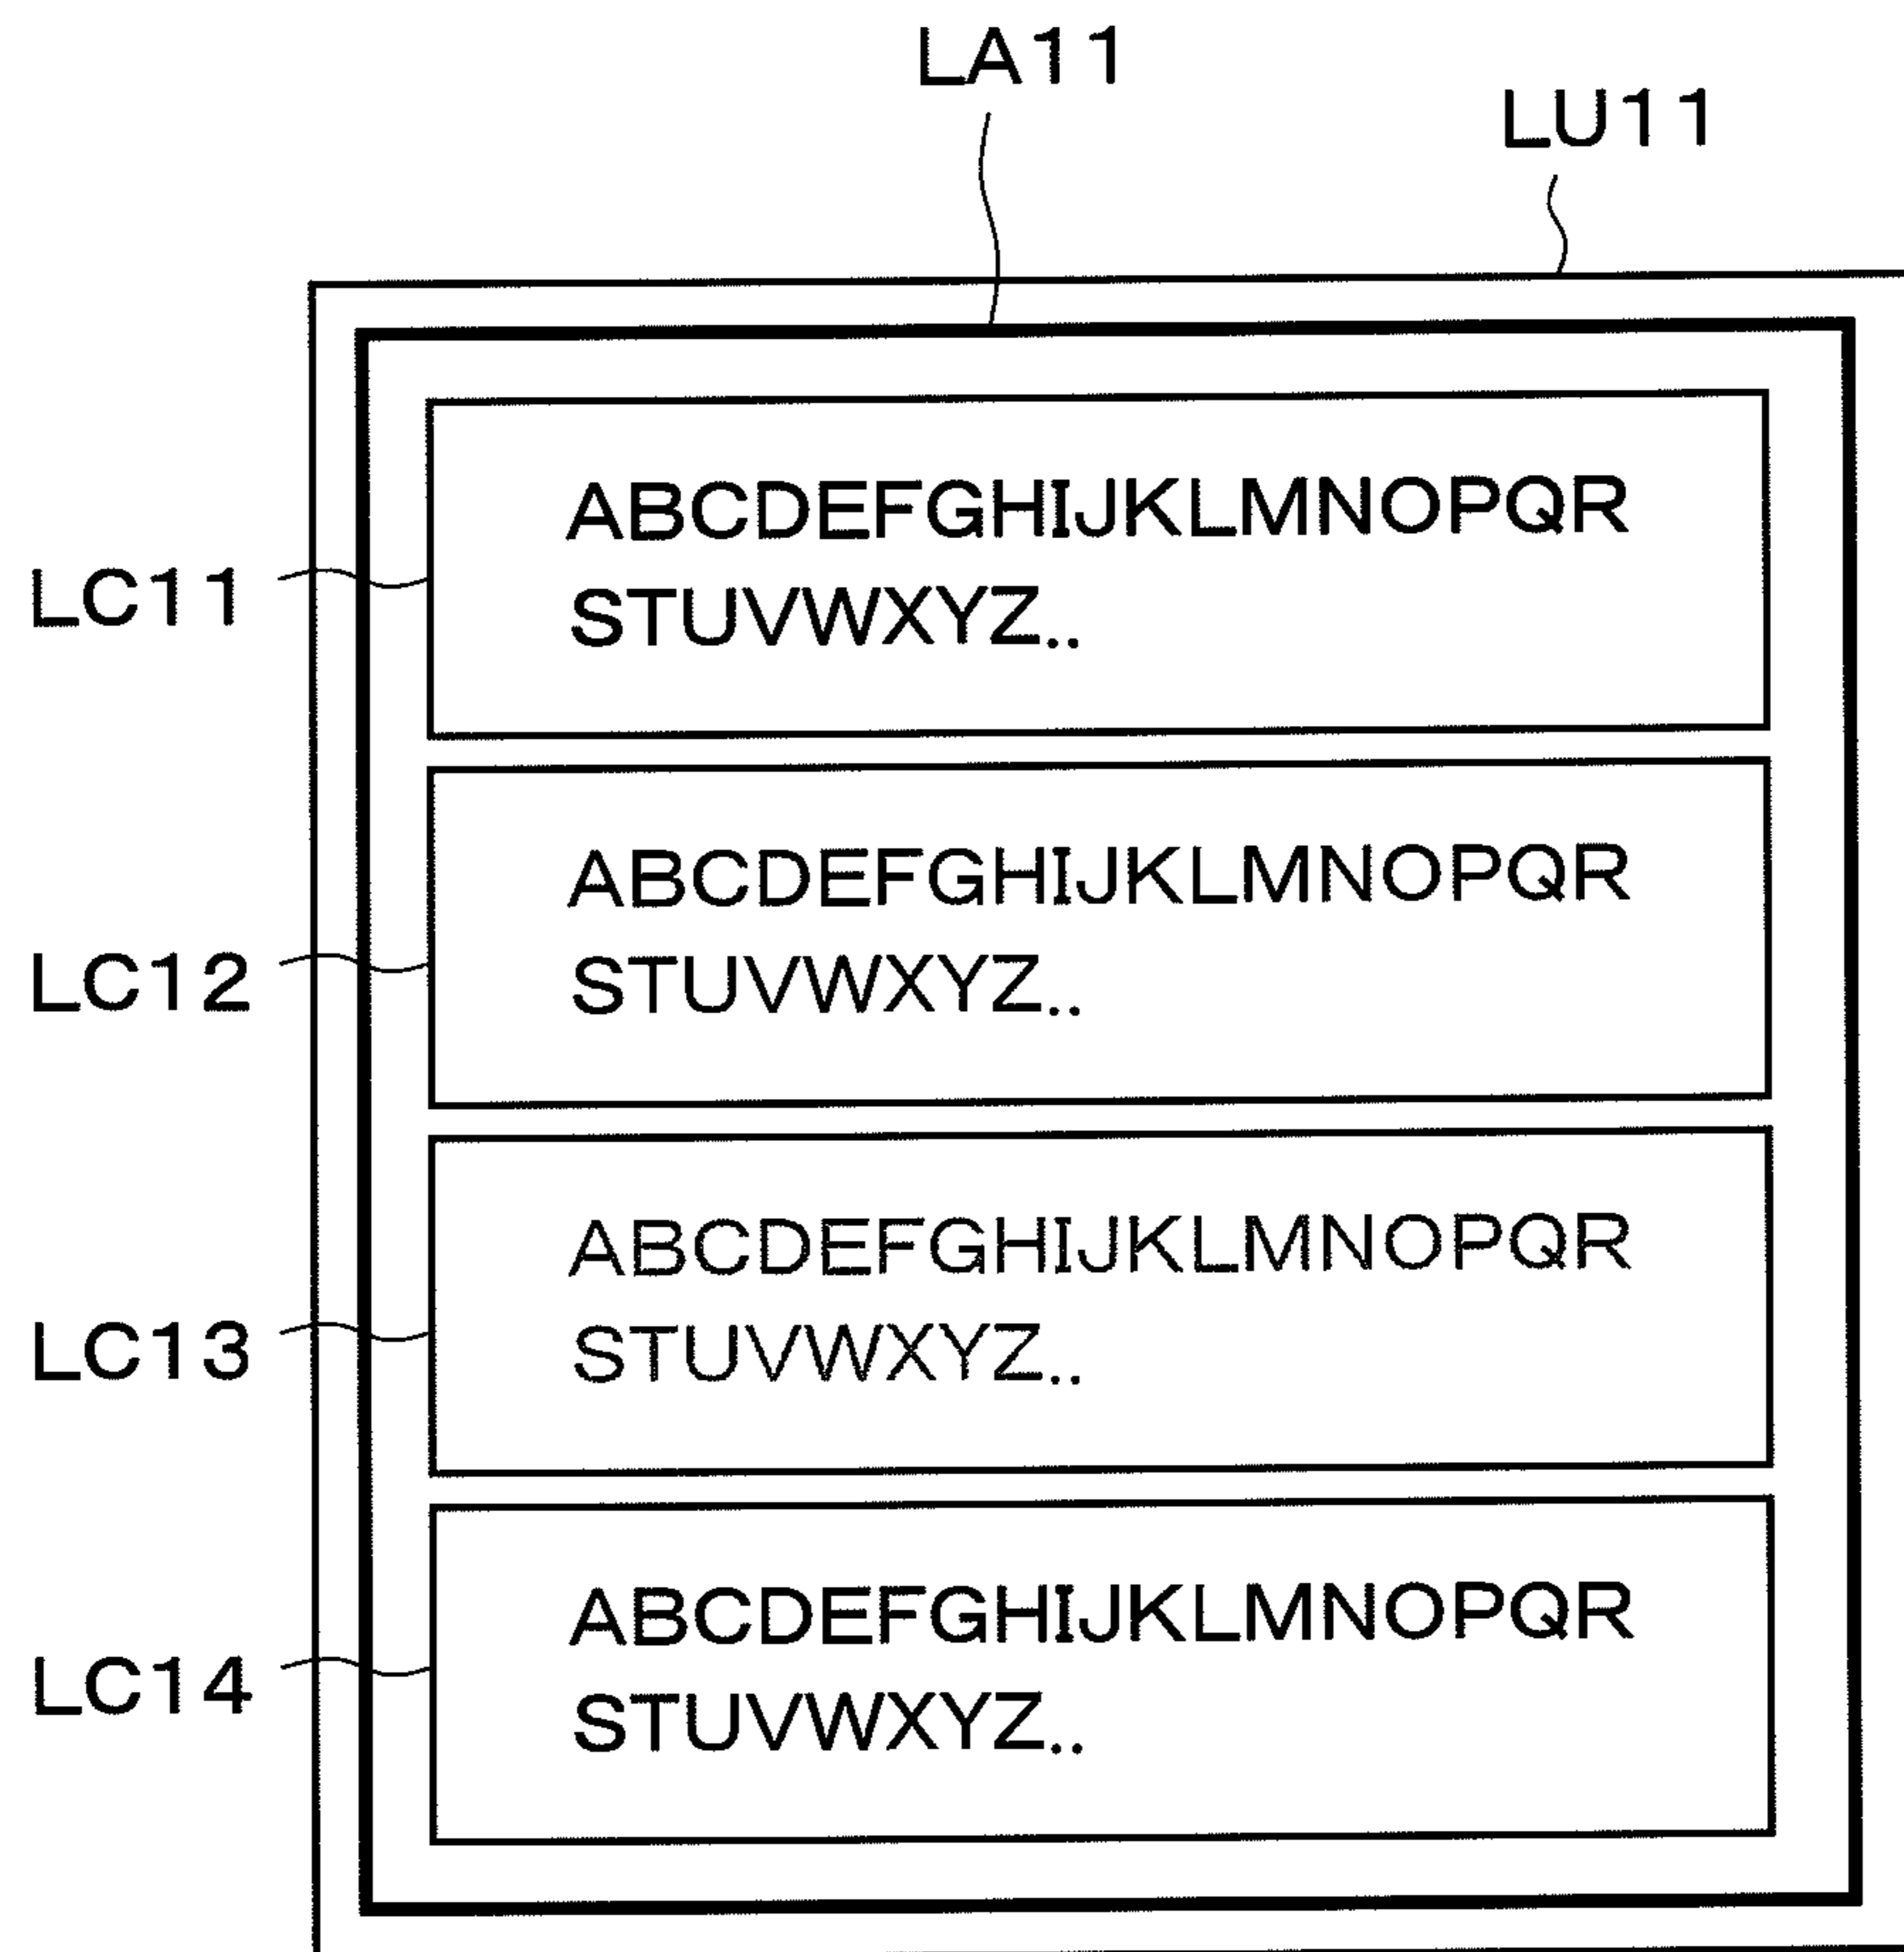 LA11
LU11
ABCDEFGHIJKLMNOPQR
LC11
STUVWXYZ..
ABCDEFGHIJKLMNOPQR
LC12
STUVWXYZ..
ABCDEFGHIJKLMNOPQR
LC13
STUVWXYZ..
ABCDEFGHIJKLMNOPQR
LC14
STUVWXYZ..